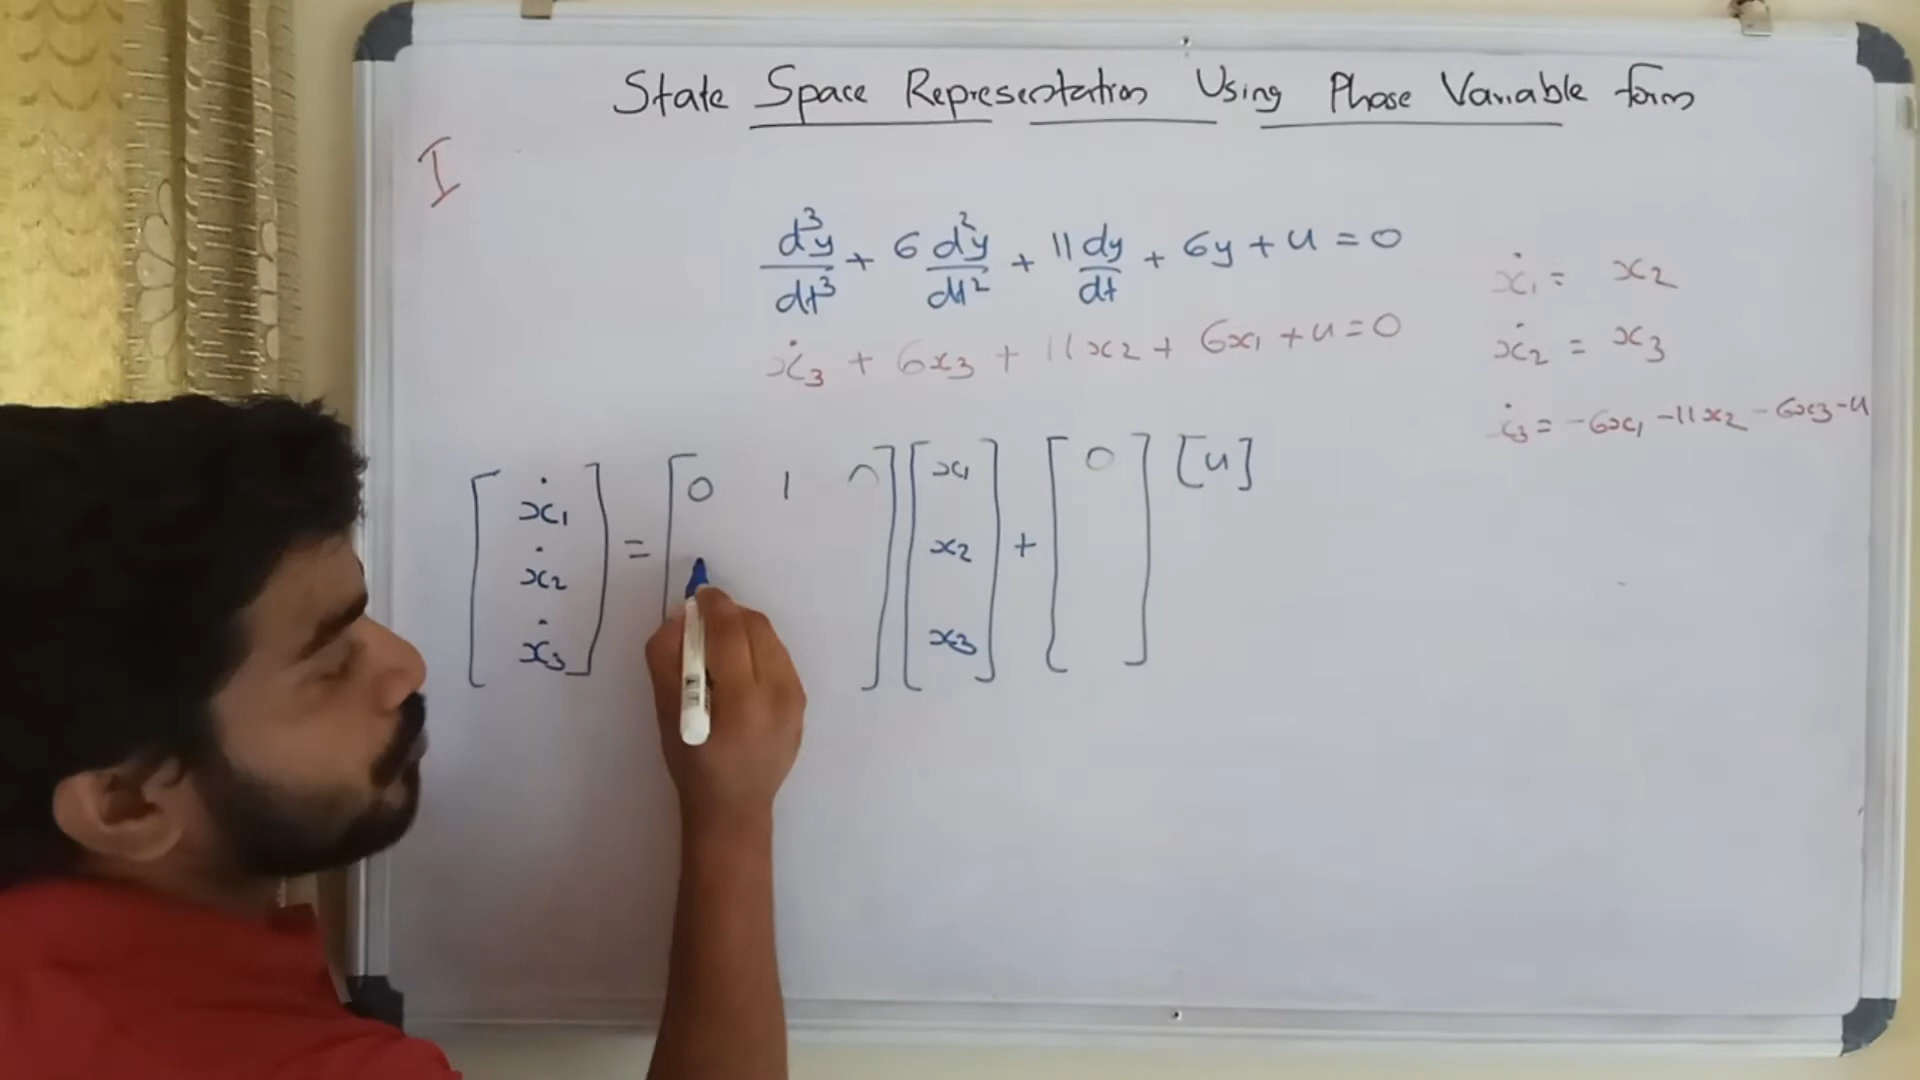 State Space Representation Using Phase Variable form
I
d³y/dt³ + 6 d²y/dt² + 11 dy/dt + 6y + u = 0
ẋ₃ + 6x₃ + 11x₂ + 6x₁ + u = 0
ẋ₁ = x₂
ẋ₂ = x₃
ẋ₃ = -6x₁ -11x₂ -6x₃ -u
[ẋ₁ ẋ₂ ẋ₃] = [0 1 ] [x₁ x₂ x₃] + [0 ] [u]